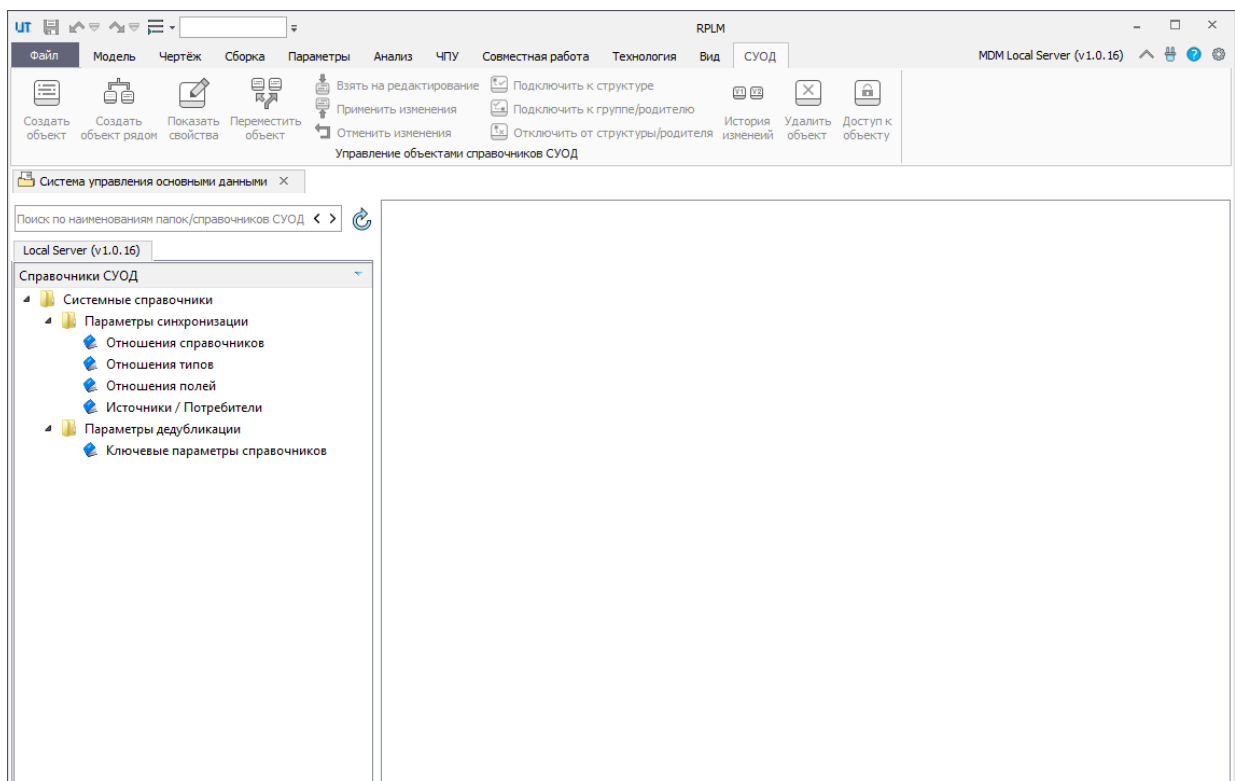 UT
RPLM
Файл Модель Чертёж Сборка Параметры Анализ ЧПУ Совместная работа Технология Вид СУОД MDM Local Server (v1.0.16)
Создать объект
Создать объект рядом
Показать свойства
Переместить объект
Взять на редактирование
Применить изменения
Отменить изменения
Подключить к структуре
Подключить к группе/родителю
Отключить от структуры/родителя
V1 V2
История изменений
Удалить объект
Доступ к объекту
Управление объектами справочников СУОД
Система управления основными данными
Поиск по наименованиям папок/справочников СУОД
Local Server (v1.0.16)
Справочники СУОД
Системные справочники
Параметры синхронизации
Отношения справочников
Отношения типов
Отношения полей
Источники / Потребители
Параметры дедубликации
Ключевые параметры справочников